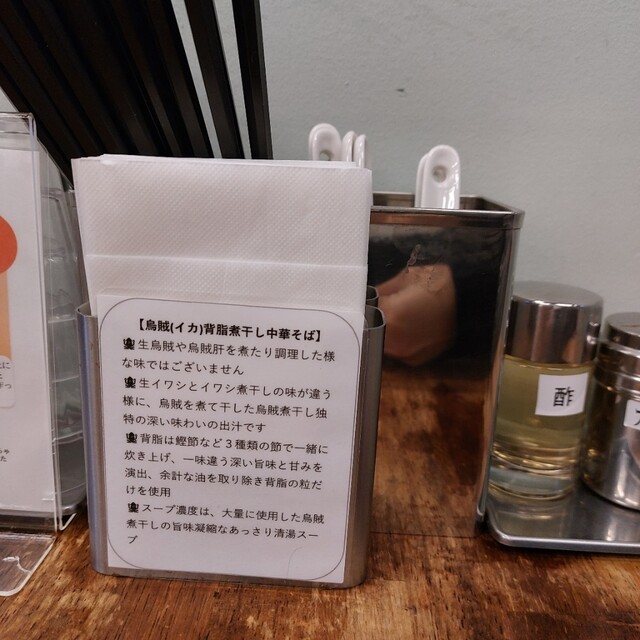 【烏賊(イカ)背脂煮干し中華そば】
生烏賊や烏賊肝を煮たり調理した様
な味ではございません
生イワシとイワシ煮干しの味が違う
様に、烏賊を煮て干した烏賊煮干し独
特の深い味わいの出汁です
背脂は鰹節など３種類の節で一緒に
炊き上げ、一味違う深い旨味と甘みを
演出、余計な油を取り除き背脂の粒だ
けを使用
スープ濃度は、大量に使用した烏賊
煮干しの旨味凝縮なあっさり清湯スー
プ
酢